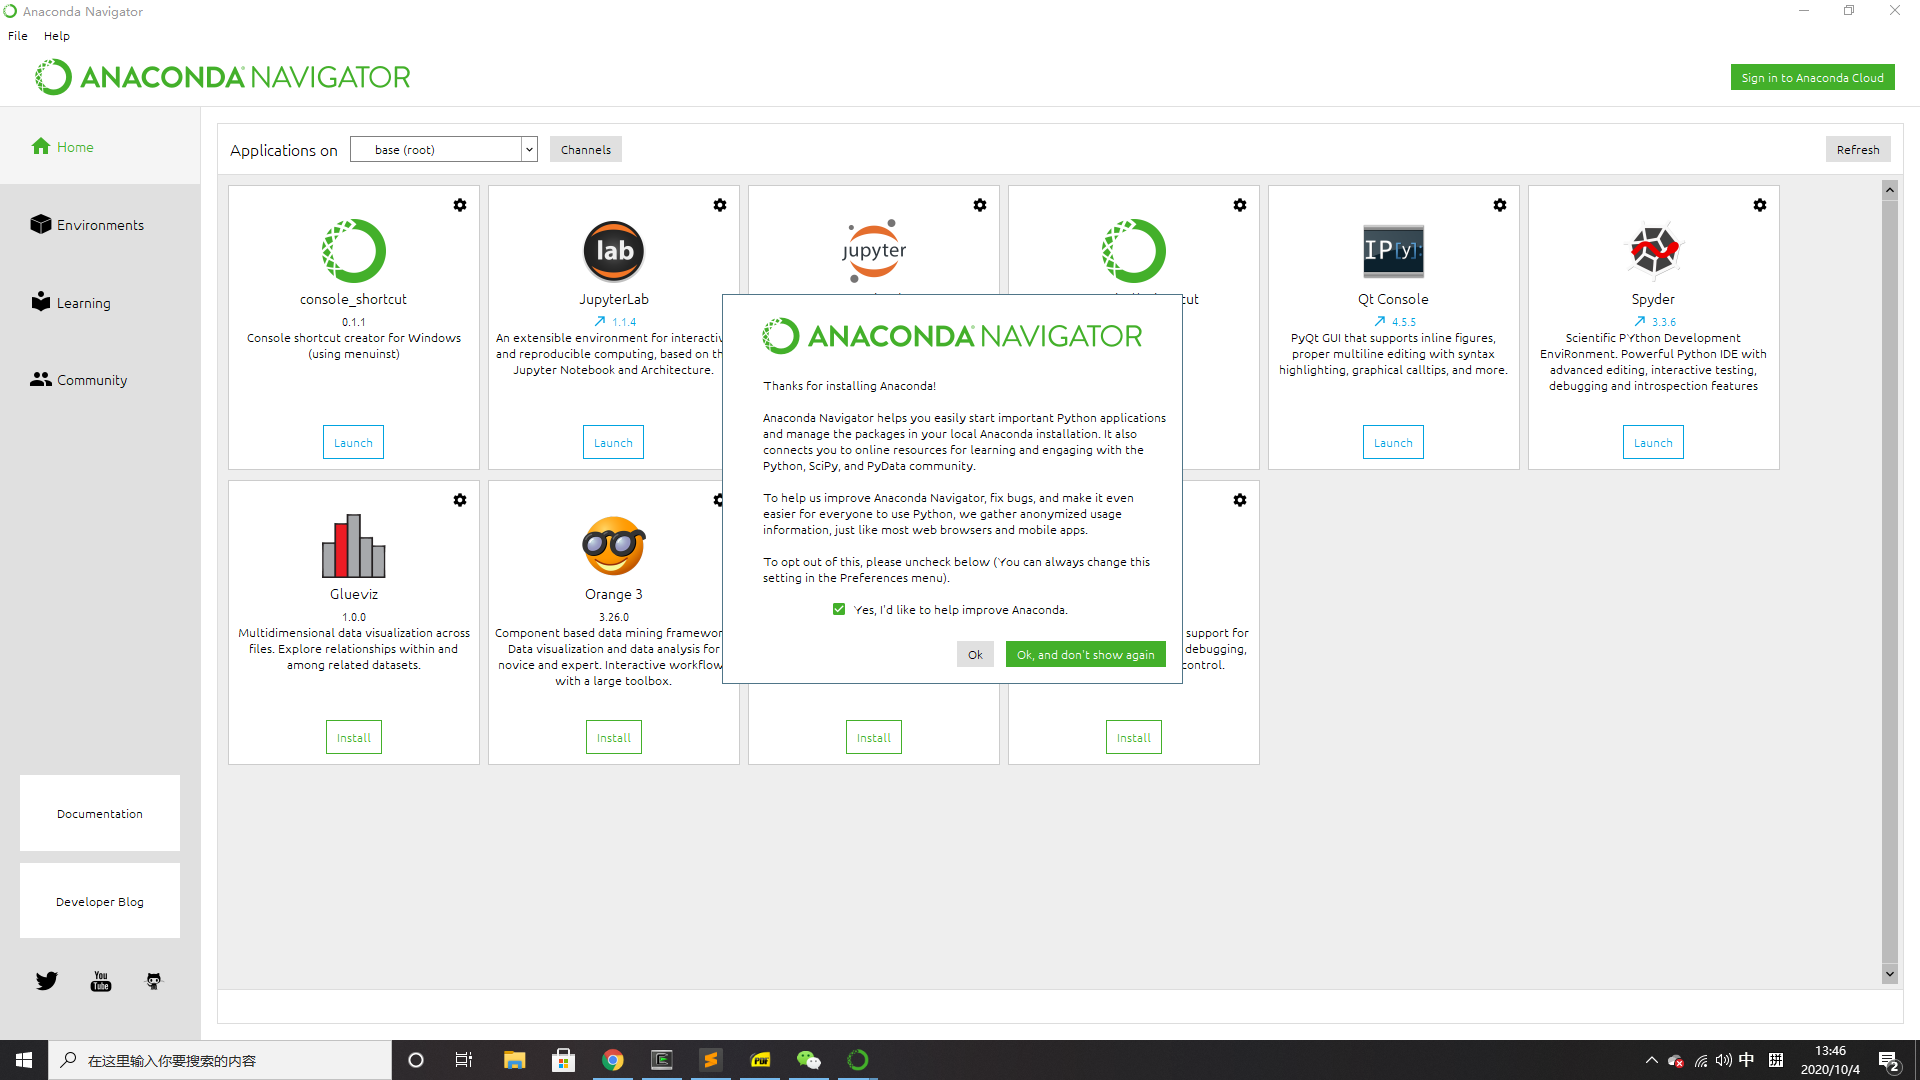 Anaconda Navigator
File Help
ANACONDA NAVIGATOR
Sign in to Anaconda Cloud
Home
Environments
Learning
Community
Documentation
Developer Blog
You
Tube
Applications on base (root) Channels Refresh
console_shortcut
0.1.1
Console shortcut creator for Windows
(using menuinst)
Launch
lab
JupyterLab
1.1.4
An extensible environment for interactiv
and reproducible computing, based on th
Jupyter Notebook and Architecture.
Launch
jupyter
cut
IP[y]:
Qt Console
4.5.5
PyQt GUI that supports inline figures,
proper multiline editing with syntax
highlighting, graphical calltips, and more.
Launch
Spyder
3.3.6
Scientific PYthon Development
EnviRonment. Powerful Python IDE with
advanced editing, interactive testing,
debugging and introspection features
Launch
Glueviz
1.0.0
Multidimensional data visualization across
files. Explore relationships within and
among related datasets.
Install
Orange 3
3.26.0
Component based data mining framewor
Data visualization and data analysis for
novice and expert. Interactive workflow
with a large toolbox.
Install
Install
support for
debugging,
control.
Install
ANACONDA NAVIGATOR
Thanks for installing Anaconda!
Anaconda Navigator helps you easily start important Python applications
and manage the packages in your local Anaconda installation. It also
connects you to online resources for learning and engaging with the
Python, SciPy, and PyData community.
To help us improve Anaconda Navigator, fix bugs, and make it even
easier for everyone to use Python, we gather anonymized usage
information, just like most web browsers and mobile apps.
To opt out of this, please uncheck below (You can always change this
setting in the Preferences menu).
Yes, I'd like to help improve Anaconda.
Ok Ok, and don't show again
在这里输入你要搜索的内容
PDF
中 拼
13:46
2020/10/4
2